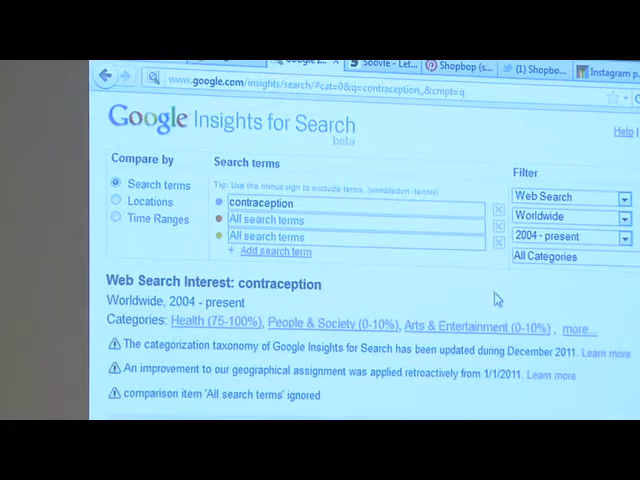 Google I
Soovle - Let...
Shopbop (s...
(1) Shopbo...
Instagram p
www.google.com/insights/search/#cat=0&q=contraception,,&cmpt=q
Google Insights for Search
beta
Help |
Compare by
Search terms
Filter
Search terms
Locations
Time Ranges
Tip: Use the minus sign to exclude terms. (wimbledon -tennis)
contraception
All search terms
All search terms
+ Add search term
Web Search
Worldwide
2004 - present
All Categories
Web Search Interest: contraception
Worldwide, 2004 - present
Categories: Health (75-100%), People & Society (0-10%), Arts & Entertainment (0-10%) , more...
The categorization taxonomy of Google Insights for Search has been updated during December 2011. Learn more
An improvement to our geographical assignment was applied retroactively from 1/1/2011. Learn more
comparison item 'All search terms' ignored